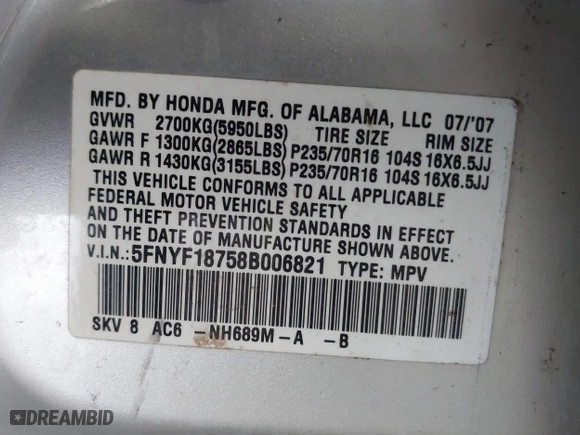 MFD. BY HONDA MFG. OF ALABAMA, LLC 07/'07
GVWR 2700KG(5950LBS) TIRE SIZE RIM SIZE
GAWR F 1300KG(2865LBS) P235/70R16 104S 16X6.5JJ
GAWR R 1430KG(3155LBS) P235/70R16 104S 16X6.5JJ
THIS VEHICLE CONFORMS TO ALL APPLICABLE
FEDERAL MOTOR VEHICLE SAFETY
AND THEFT PREVENTION STANDARDS IN EFFECT
ON THE DATE OF MANUFACTURE SHOWN ABOVE.
V.I.N.:5FNYF18758B006821 TYPE: MPV
SKV 8 AC6 -NH689M-A -B
DREAMBID